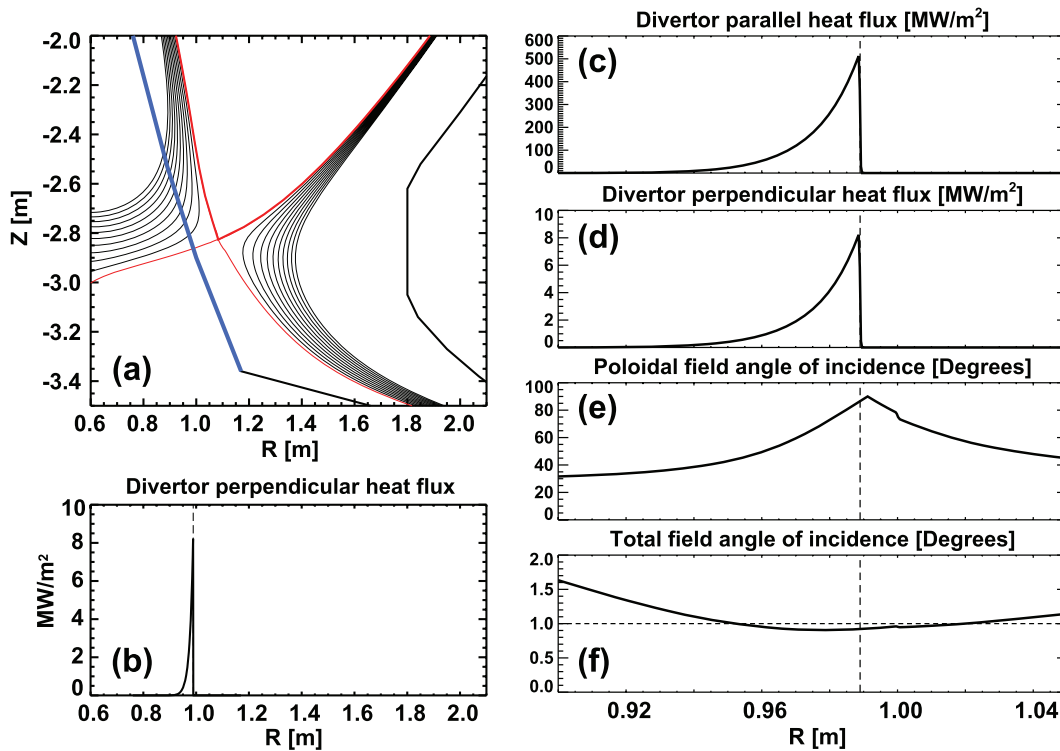 -2.0
-2.2
-2.4
-2.6
-2.8
-3.0
-3.2
-3.4
Z [m]
(a)
0.6 0.8 1.0 1.2 1.4 1.6 1.8 2.0
R [m]
Divertor perpendicular heat flux
10
8
6
4
2
0
MW/m²
(b)
0.6 0.8 1.0 1.2 1.4 1.6 1.8 2.0
R [m]
Divertor parallel heat flux [MW/m²]
600
500
400
300
200
100
0
(c)
Divertor perpendicular heat flux [MW/m²]
10
8
6
4
2
0
(d)
Poloidal field angle of incidence [Degrees]
100
80
60
40
20
0
(e)
Total field angle of incidence [Degrees]
2.0
1.5
1.0
0.5
0.0
(f)
0.92 0.96 1.00 1.04
R [m]